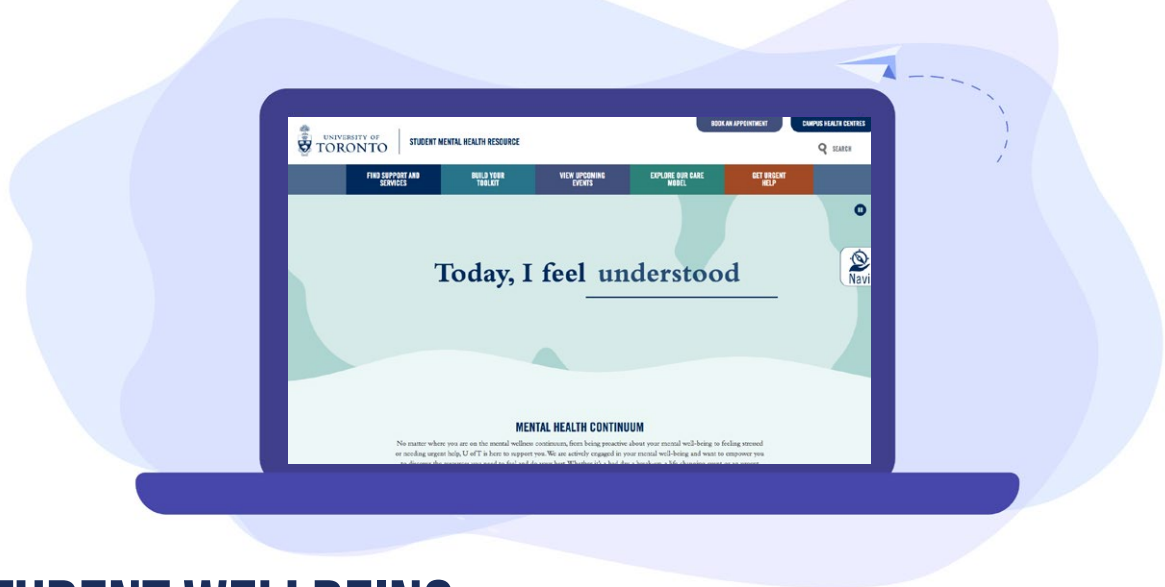 BOOK AN APPOINTMENT
CAMPUS HEALTH CENTRES
UNIVERSITY OF
TORONTO
STUDENT MENTAL HEALTH RESOURCE
SEARCH
FIND SUPPORT AND
SERVICES
BUILD YOUR
TOOLKIT
VIEW UPCOMING
EVENTS
EXPLORE OUR CARE
MODEL
GET URGENT
HELP
Today, I feel understood
Navi
MENTAL HEALTH CONTINUUM
No matter where you are on the mental wellness continuum, from being proactive about your mental well-being to feeling stressed
or needing urgent help, U of T is here to support you. We are actively engaged in your mental well-being and want to empower you